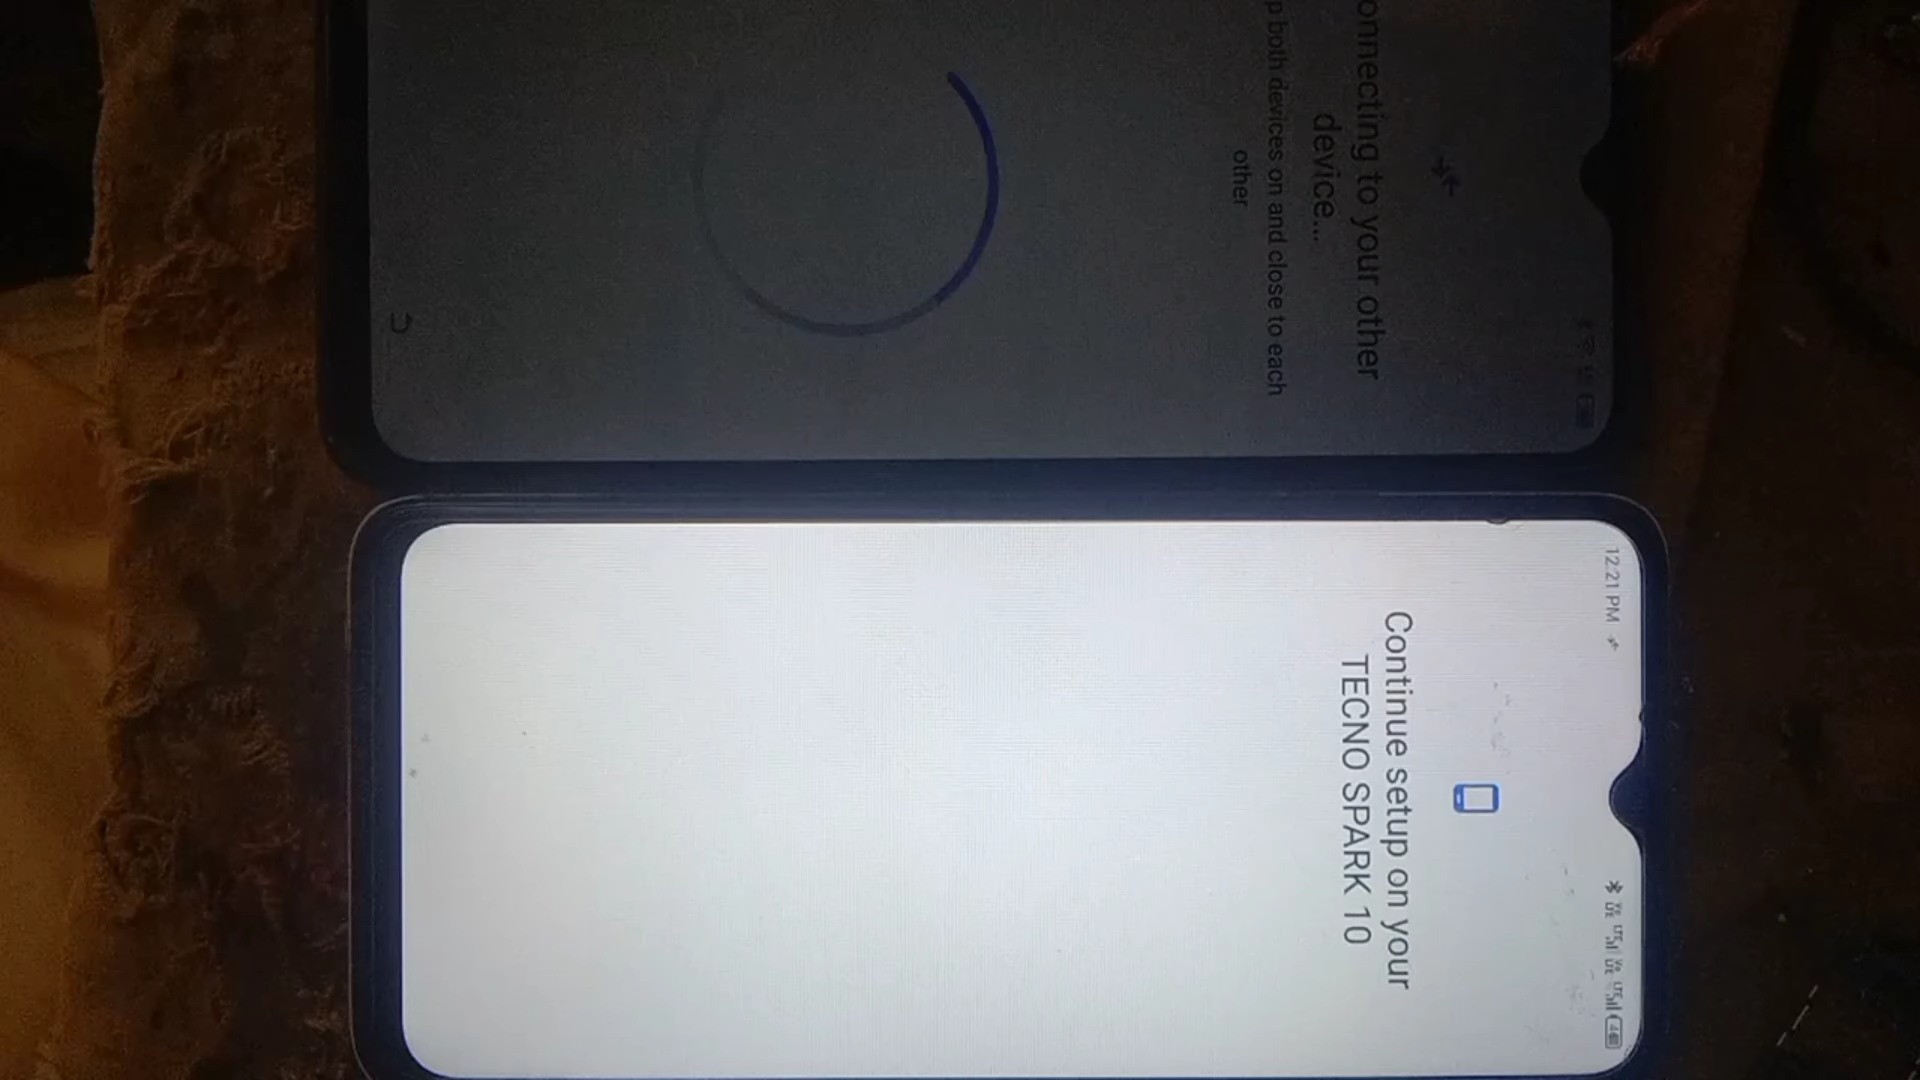 onnecting to your other
device...
p both devices on and close to each
other
12:21 PM
Continue setup on your
TECNO SPARK 10